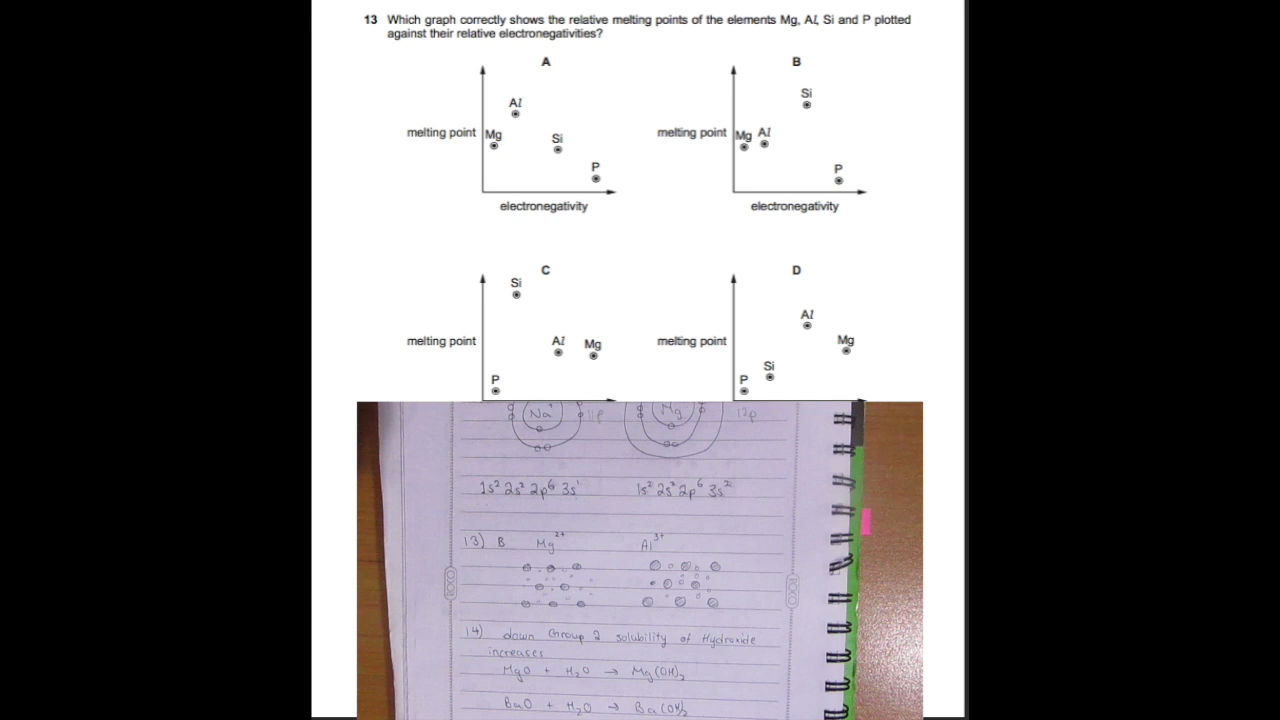 13 Which graph correctly shows the relative melting points of the elements Mg, Al, Si and P plotted
against their relative electronegativities?
A
melting point
Mg
Al
Si
P
electronegativity
B
melting point
Mg
Al
Si
P
electronegativity
C
melting point
Si
Al
Mg
P
D
melting point
Al
Mg
Si
P
Na 11p Mg 12p
1s² 2s² 2p⁶ 3s¹ 1s² 2s² 2p⁶ 3s²
13) B Mg²⁺ Al³⁺
14) down Group 2 solubility of Hydroxide
increases
MgO + H₂O → Mg(OH)₂
BaO + H₂O → Ba(OH)₂